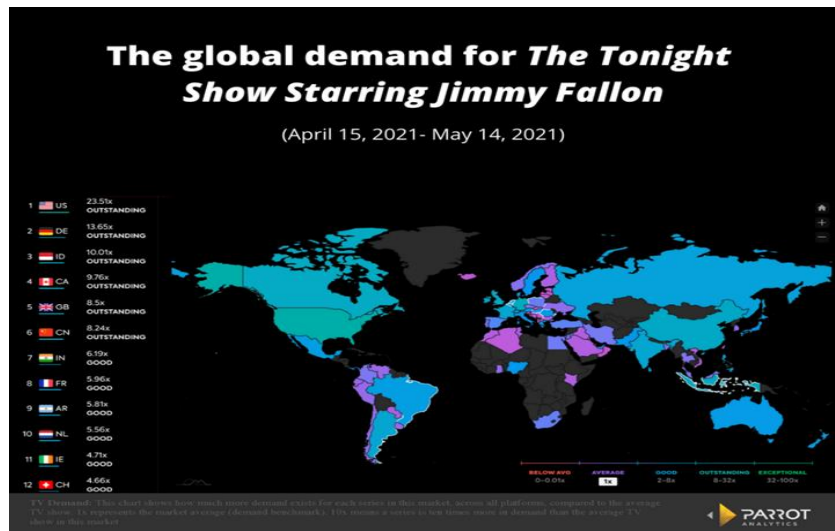 The global demand for The Tonight
Show Starring Jimmy Fallon
(April 15, 2021- May 14, 2021)
1 US 23.51x
OUTSTANDING
2 DE 13.65x
OUTSTANDING
3 ID 10.01x
OUTSTANDING
4 CA 9.76x
OUTSTANDING
5 GB 8.5x
OUTSTANDING
6 CN 8.24x
OUTSTANDING
7 IN 6.19x
GOOD
8 FR 5.96x
GOOD
9 AR 5.81x
GOOD
10 NL 5.56x
GOOD
11 IE 4.71x
GOOD
12 CH 4.66x
GOOD
BELOW AVG AVERAGE GOOD OUTSTANDING EXCEPTIONAL
0-0.01x 1x 2-8x 8-32x 32-100x
TV Demand: This chart shows how much more demand exists for each series in this market, across all platforms, compared to the average
TV show. 1x represents the market average (demand benchmark). 10x means a series is ten times more in demand than the average TV
show in this market
PARROT
ANALYTICS